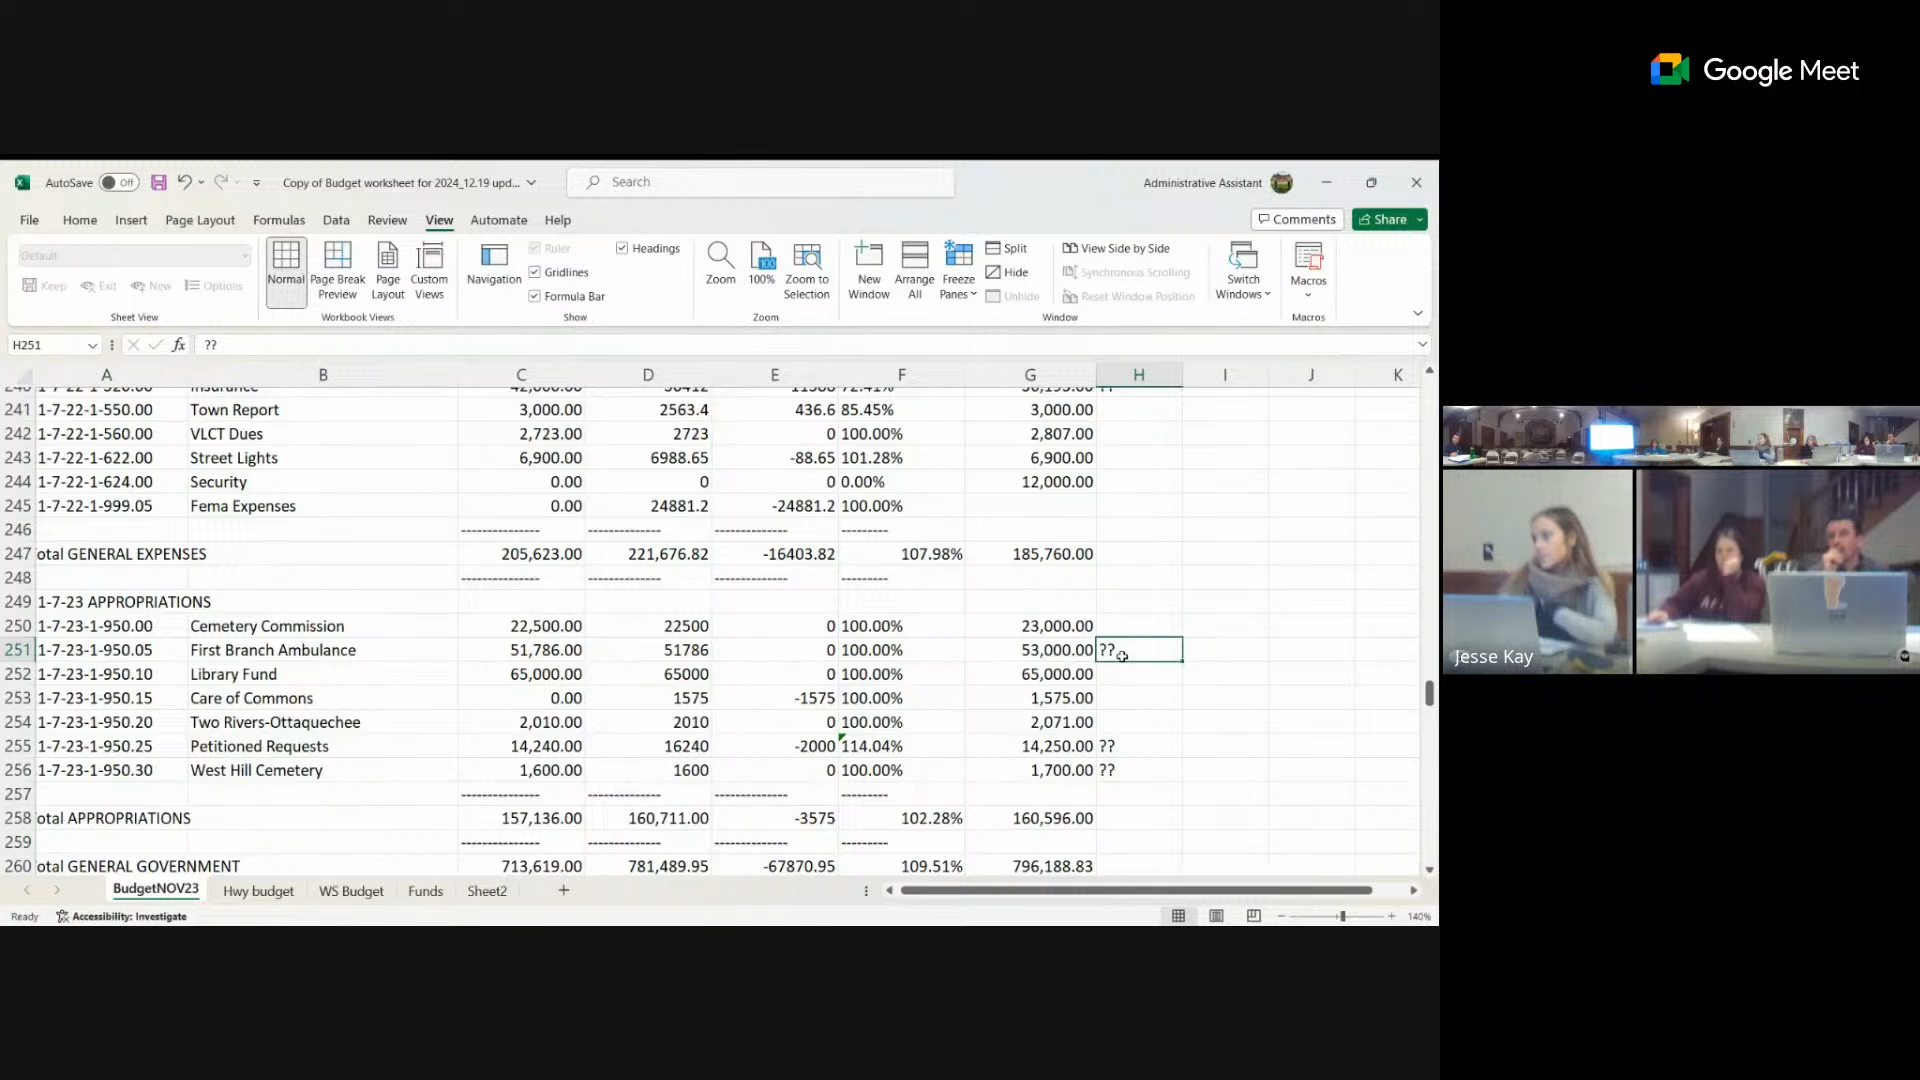 Google Meet
AutoSave Off Copy of Budget worksheet for 2024_12.19 upd... Search Administrative Assistant
File Home Insert Page Layout Formulas Data Review View Automate Help Comments Share
Default
Keep Exit New Options
Sheet View
Normal Page Break Preview Page Layout Custom Views
Workbook Views
Navigation Ruler Headings
Gridlines
Formula Bar
Show
Zoom 100% Zoom to Selection
Zoom
New Window Arrange All Freeze Panes Split View Side by Side
Hide Synchronous Scrolling
Unhide Reset Window Position
Switch Windows
Window
Macros
Macros
H251 fx ??
A B C D E F G H I J K
241 1-7-22-1-550.00 Town Report 3,000.00 2563.4 436.6 85.45% 3,000.00
242 1-7-22-1-560.00 VLCT Dues 2,723.00 2723 0 100.00% 2,807.00
243 1-7-22-1-622.00 Street Lights 6,900.00 6988.65 -88.65 101.28% 6,900.00
244 1-7-22-1-624.00 Security 0.00 0 0 0.00% 12,000.00
245 1-7-22-1-999.05 Fema Expenses 0.00 24881.2 -24881.2 100.00%
246 --------------- -------------- -------------- ---------
247 otal GENERAL EXPENSES 205,623.00 221,676.82 -16403.82 107.98% 185,760.00
248 --------------- -------------- -------------- ---------
249 1-7-23 APPROPRIATIONS
250 1-7-23-1-950.00 Cemetery Commission 22,500.00 22500 0 100.00% 23,000.00
251 1-7-23-1-950.05 First Branch Ambulance 51,786.00 51786 0 100.00% 53,000.00 ??
252 1-7-23-1-950.10 Library Fund 65,000.00 65000 0 100.00% 65,000.00
253 1-7-23-1-950.15 Care of Commons 0.00 1575 -1575 100.00% 1,575.00
254 1-7-23-1-950.20 Two Rivers-Ottaquechee 2,010.00 2010 0 100.00% 2,071.00
255 1-7-23-1-950.25 Petitioned Requests 14,240.00 16240 -2000 114.04% 14,250.00 ??
256 1-7-23-1-950.30 West Hill Cemetery 1,600.00 1600 0 100.00% 1,700.00 ??
257 --------------- -------------- -------------- ---------
258 otal APPROPRIATIONS 157,136.00 160,711.00 -3575 102.28% 160,596.00
259 --------------- -------------- -------------- ---------
260 otal GENERAL GOVERNMENT 713,619.00 781,489.95 -67870.95 109.51% 796,188.83
BudgetNOV23 Hwy budget WS Budget Funds Sheet2
Ready Accessibility: Investigate 140%
Jesse Kay